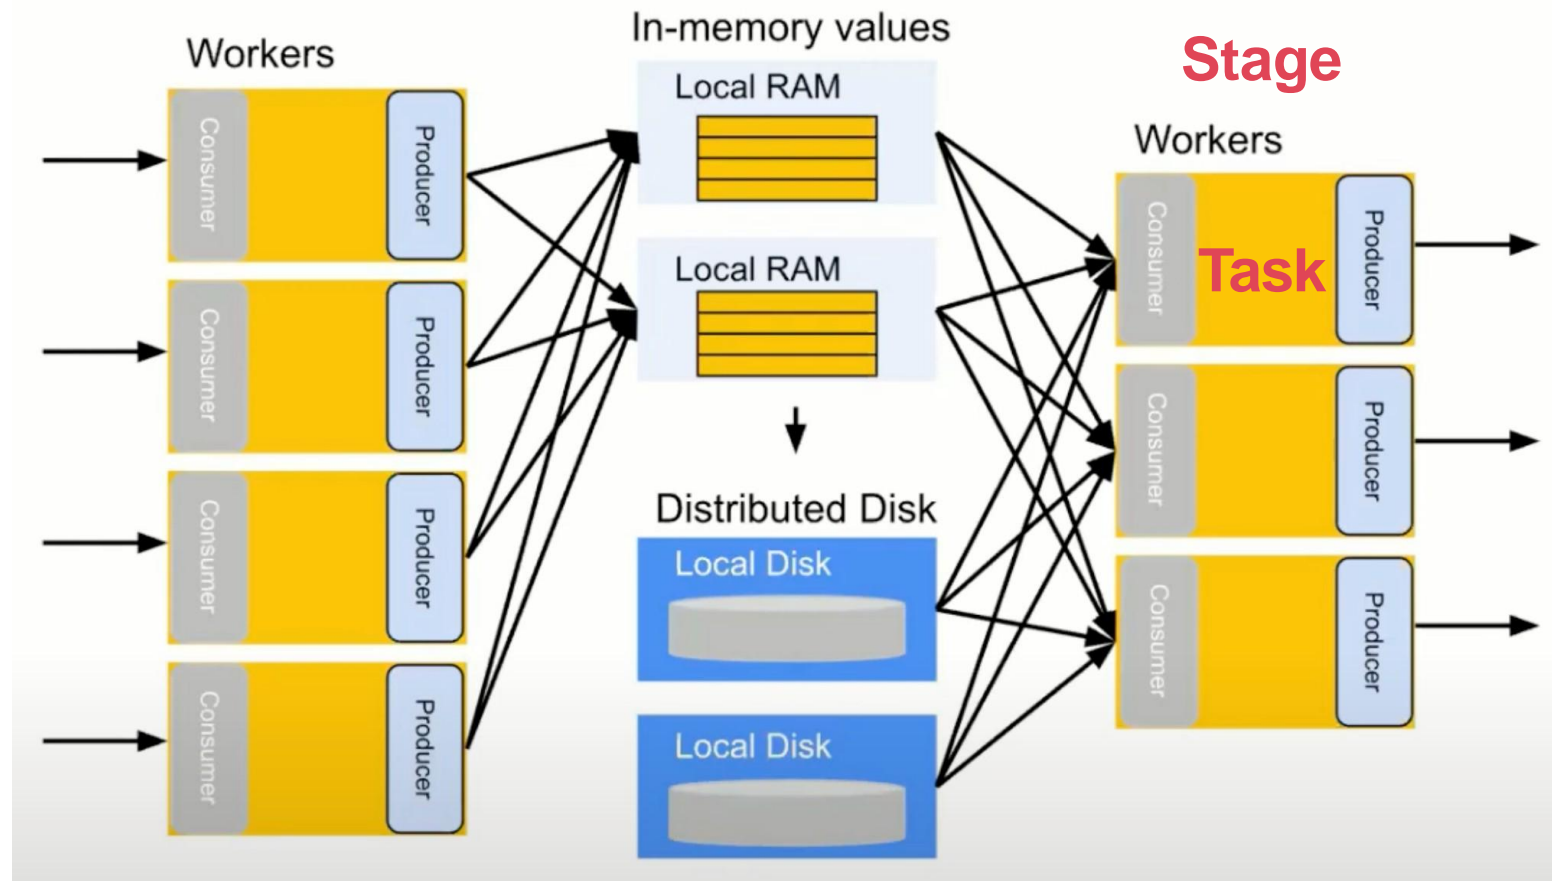 Workers
Consumer
Producer
Consumer
Producer
Consumer
Producer
Consumer
Producer
In-memory values
Local RAM
Local RAM
Distributed Disk
Local Disk
Local Disk
Stage
Workers
Consumer
Task
Producer
Consumer
Producer
Consumer
Producer